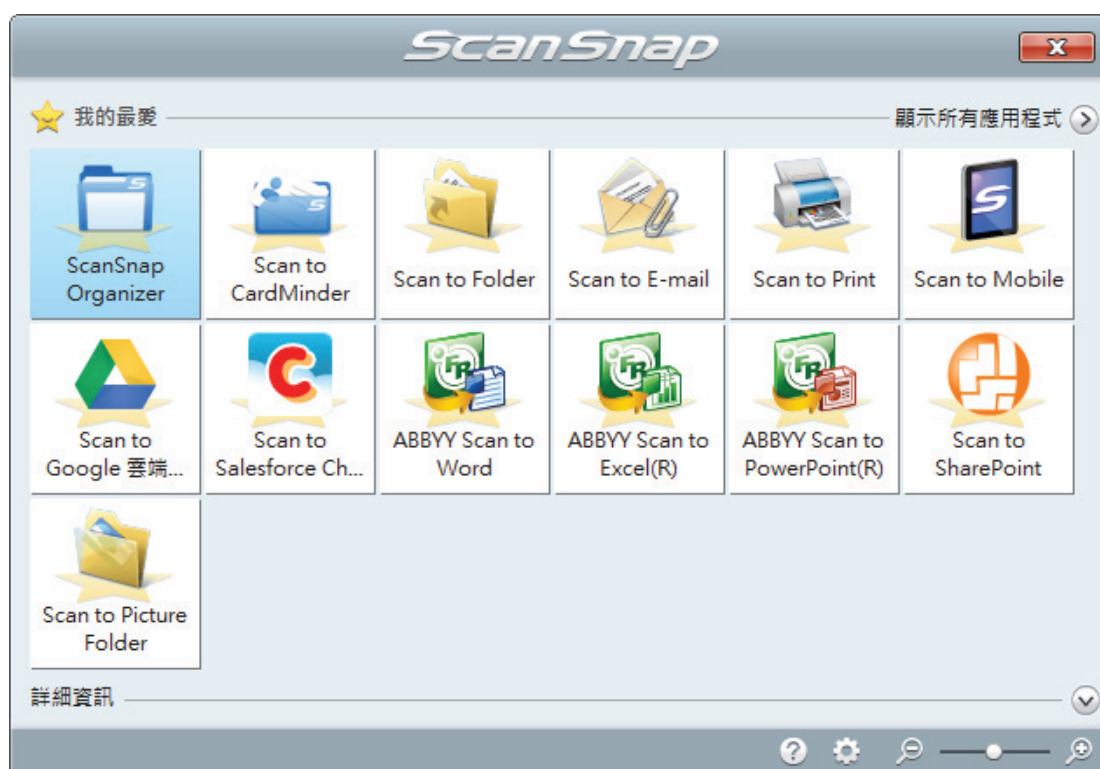 ScanSnap
我的最愛
顯示所有應用程式
ScanSnap
Organizer
Scan to
CardMinder
Scan to Folder
Scan to E-mail
Scan to Print
Scan to Mobile
Scan to
Google 雲端...
Scan to
Salesforce Ch...
ABBYY Scan to
Word
ABBYY Scan to
Excel(R)
ABBYY Scan to
PowerPoint(R)
Scan to
SharePoint
Scan to Picture
Folder
詳細資訊